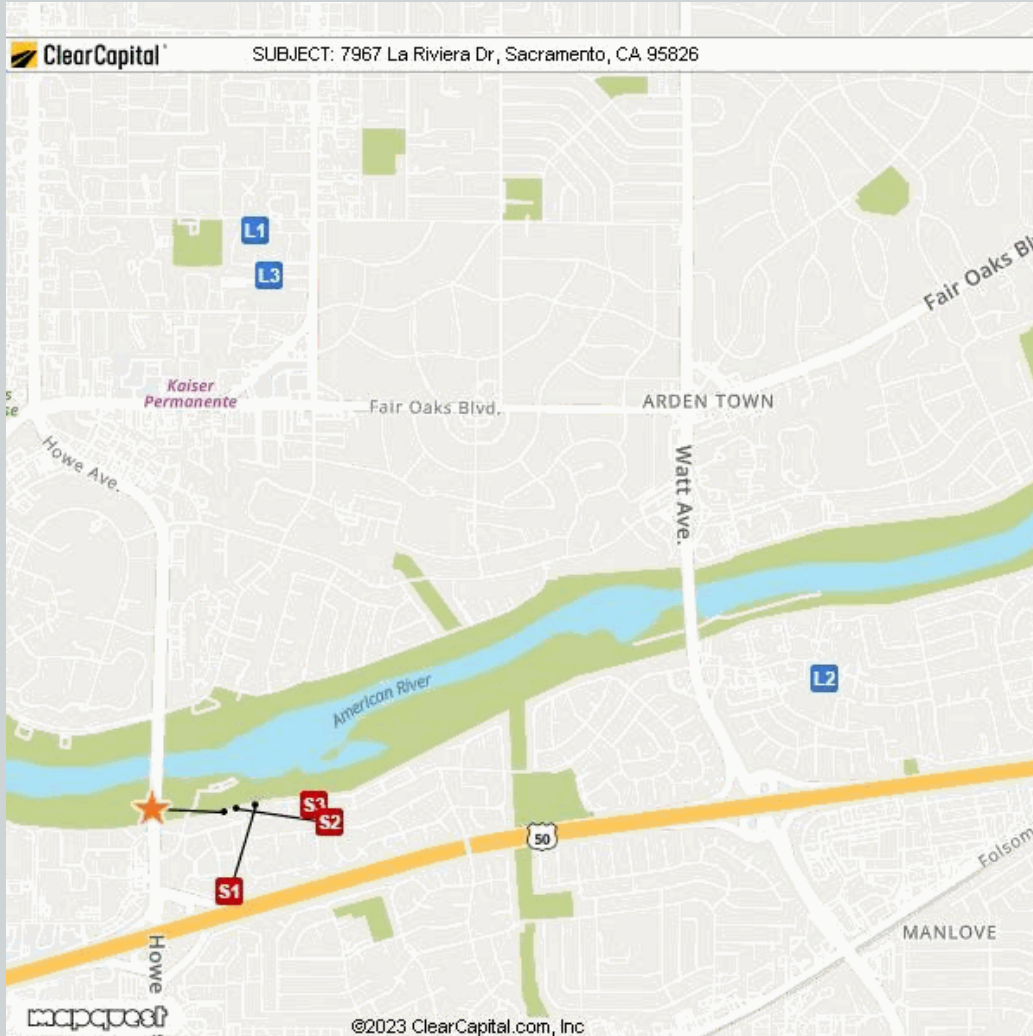 ClearCapital
SUBJECT: 7967 La Riviera Dr, Sacramento, CA 95826
L1
L3
Fair Oaks Bl
Kaiser
Permanente
s
se
Fair Oaks Blvd.
ARDEN TOWN
Howe Ave.
Watt Ave.
L2
American River
S3
S2
50
S1
Folsom
MANLOVE
Howe
mapquest
©2023 ClearCapital.com, Inc